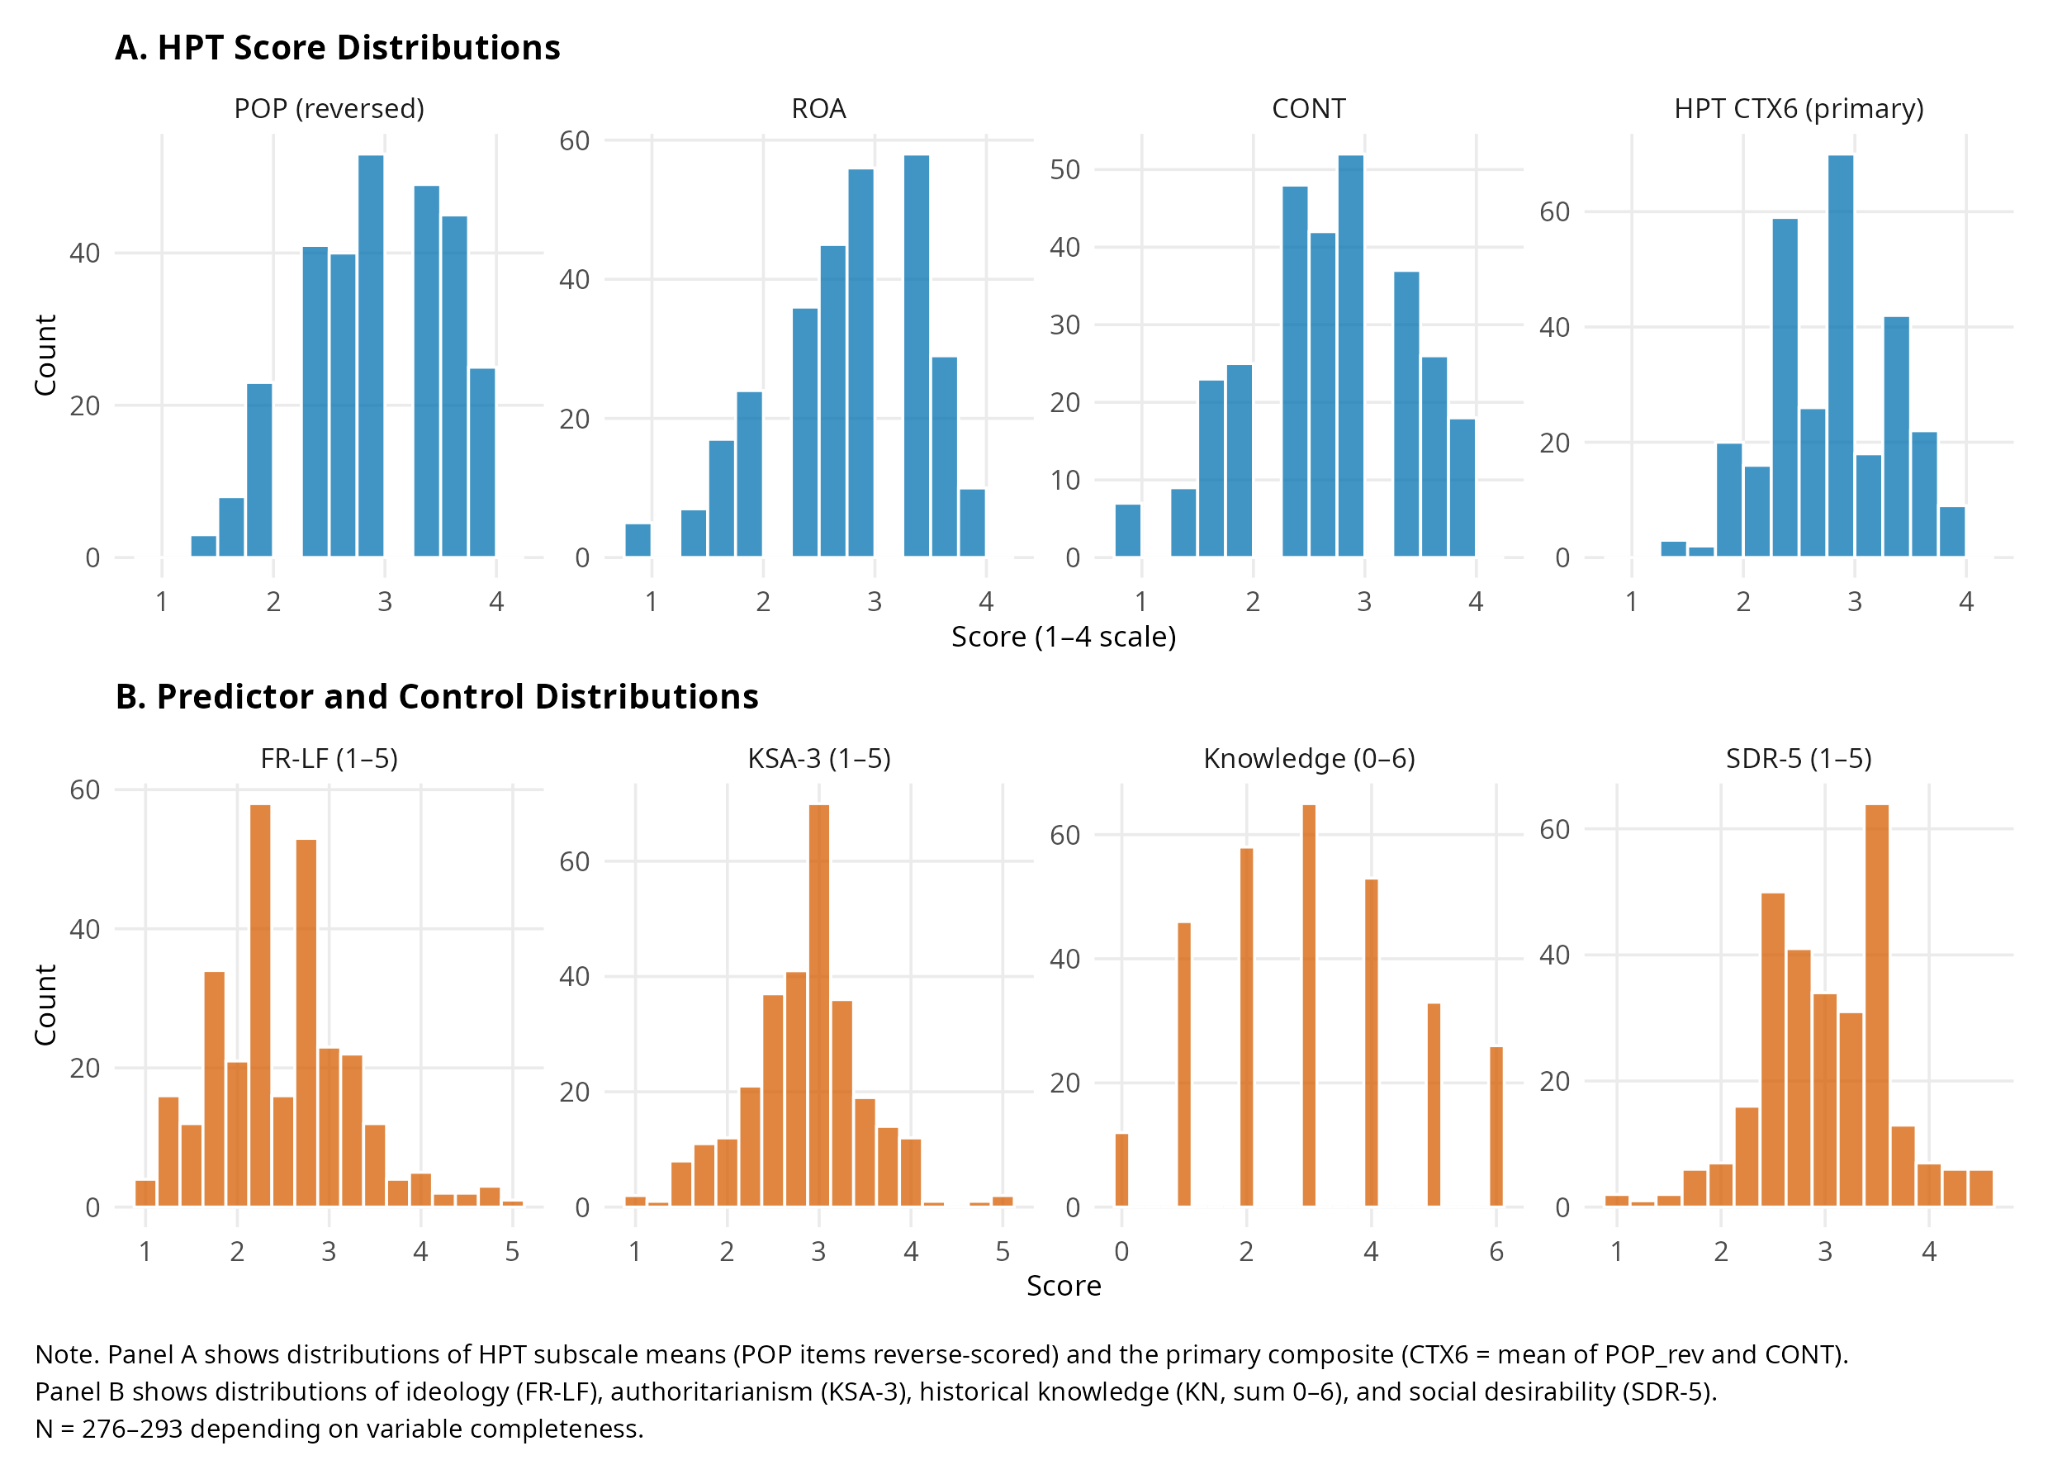 A. HPT Score Distributions
POP (reversed)
ROA
CONT
HPT CTX6 (primary)
Count
0
20
40
0
20
40
60
0
10
20
30
40
50
0
20
40
60
1 2 3 4
1 2 3 4
1 2 3 4
1 2 3 4
Score (1–4 scale)
B. Predictor and Control Distributions
FR-LF (1–5)
KSA-3 (1–5)
Knowledge (0–6)
SDR-5 (1–5)
Count
0
20
40
60
0
20
40
60
0
20
40
60
0
20
40
60
1 2 3 4 5
1 2 3 4 5
0 2 4 6
1 2 3 4
Score
Note. Panel A shows distributions of HPT subscale means (POP items reverse-scored) and the primary composite (CTX6 = mean of POP_rev and CONT).
Panel B shows distributions of ideology (FR-LF), authoritarianism (KSA-3), historical knowledge (KN, sum 0–6), and social desirability (SDR-5).
N = 276–293 depending on variable completeness.